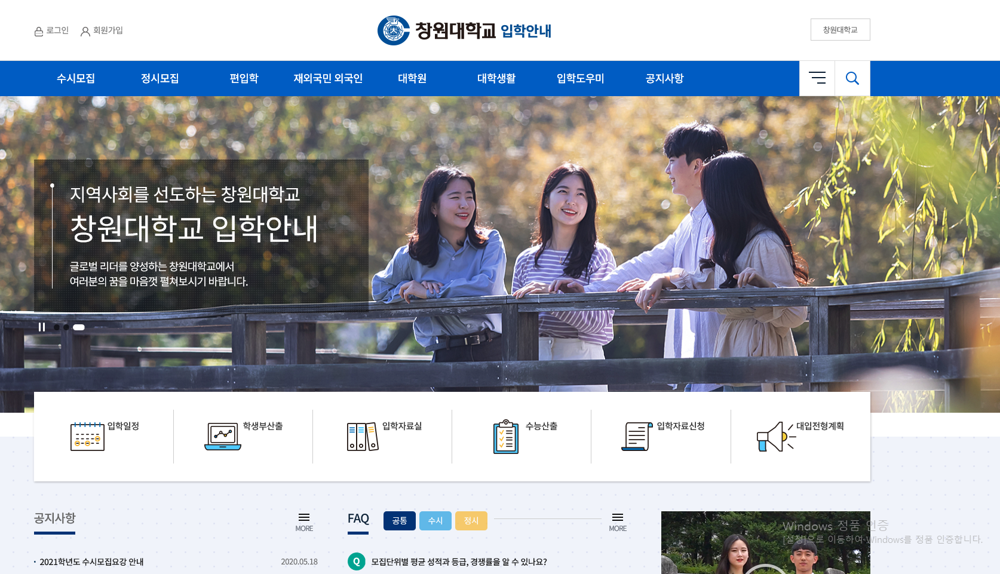 로그인
회원가입
창원대학교 입학안내
창원대학교
수시모집 정시모집 편입학 재외국민 외국인 대학원 대학생활 입학도우미 공지사항
지역사회를 선도하는 창원대학교
창원대학교 입학안내
글로벌 리더를 양성하는 창원대학교에서
여러분의 꿈을 마음껏 펼쳐보시기 바랍니다.
입학일정
학생부산출
입학자료실
수능산출
입학자료신청
대입전형계획
공지사항
MORE
2021학년도 수시모집요강 안내 2020.05.18
FAQ 공통 수시 정시
MORE
Q 모집단위별 평균 성적과 등급, 경쟁률을 알 수 있나요?
Windows 정품 인증
[설정]으로 이동하여 Windows를 정품 인증합니다.